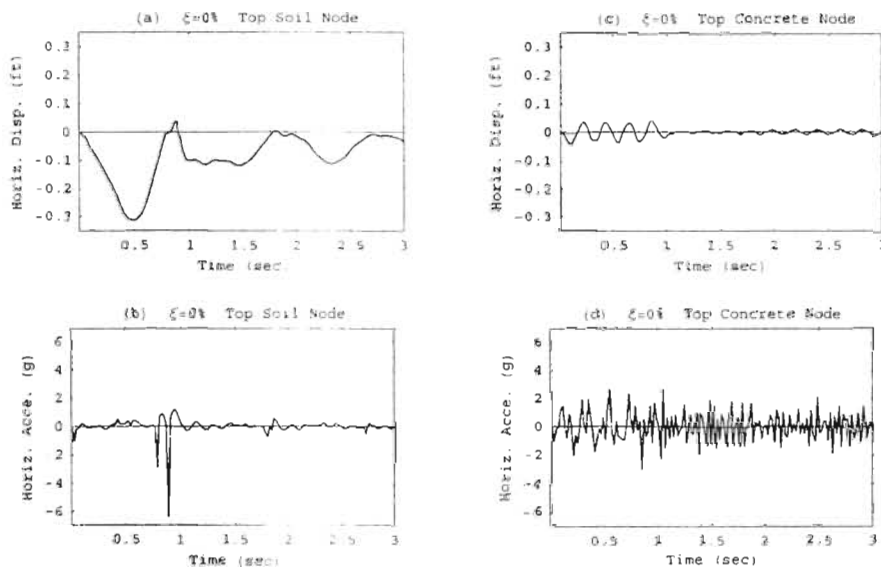 (a) ξ=0% Top Soil Node
0.3
0.2
0.1
0
-0.1
-0.2
-0.3
Horiz. Disp. (ft)
0.5 1 1.5 2 2.5 3
Time (sec)
(c) ξ=0% Top Concrete Node
0.3
0.2
0.1
0
-0.1
-0.2
-0.3
Horiz. Disp. (ft)
0.5 1 1.5 2 2.5 3
Time (sec)
(b) ξ=0% Top Soil Node
6
4
2
0
2
-4
-6
Horiz. Acce. (g)
0.5 1 1.5 2 2.5 3
Time (sec)
(d) ξ=0% Top Concrete Node
6
4
2
0
-2
-4
-6
Horiz. Acce. (g)
0.5 1 1.5 2 2.5 3
Time (sec)